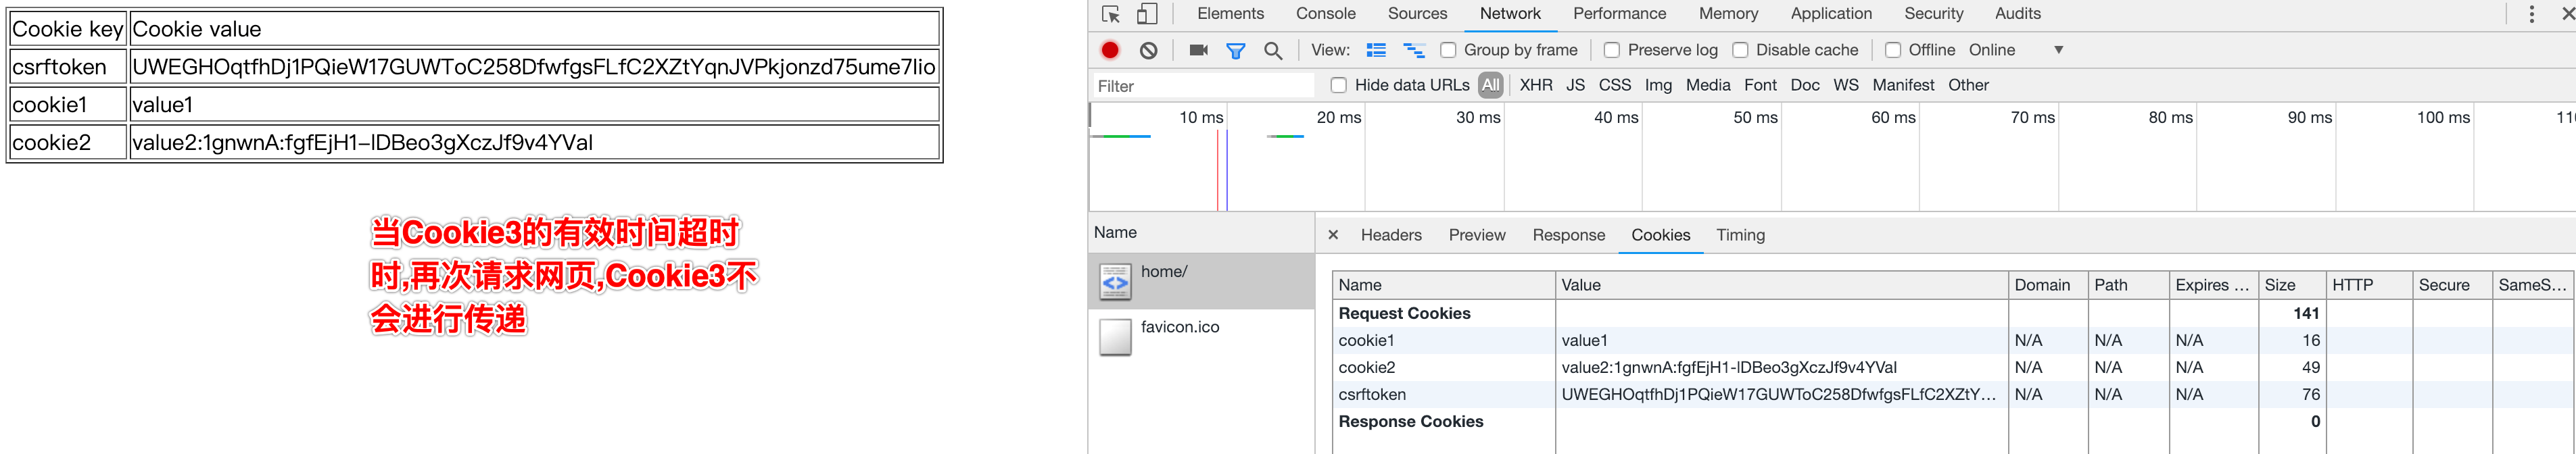 Cookie key Cookie value
csrftoken UWEGHOqtfhDj1PQieW17GUWToC258DfwfgsFLfC2XZtYqnJVPkjonzd75ume7lio
cookie1 value1
cookie2 value2:1gnwnA:fgfEjH1-lDBeo3gXczJf9v4YVaI
当Cookie3的有效时间超时
时,再次请求网页,Cookie3不
会进行传递
Elements Console Sources Network Performance Memory Application Security Audits
View: Group by frame Preserve log Disable cache Offline Online
Filter Hide data URLs All XHR JS CSS Img Media Font Doc WS Manifest Other
10 ms 20 ms 30 ms 40 ms 50 ms 60 ms 70 ms 80 ms 90 ms 100 ms 11
Name
home/
favicon.ico
Headers Preview Response Cookies Timing
Name Value Domain Path Expires ... Size HTTP Secure SameS...
Request Cookies 141
cookie1 value1 N/A N/A N/A 16
cookie2 value2:1gnwnA:fgfEjH1-lDBeo3gXczJf9v4YVaI N/A N/A N/A 49
csrftoken UWEGHOqtfhDj1PQieW17GUWToC258DfwfgsFLfC2XZtY... N/A N/A N/A 76
Response Cookies 0